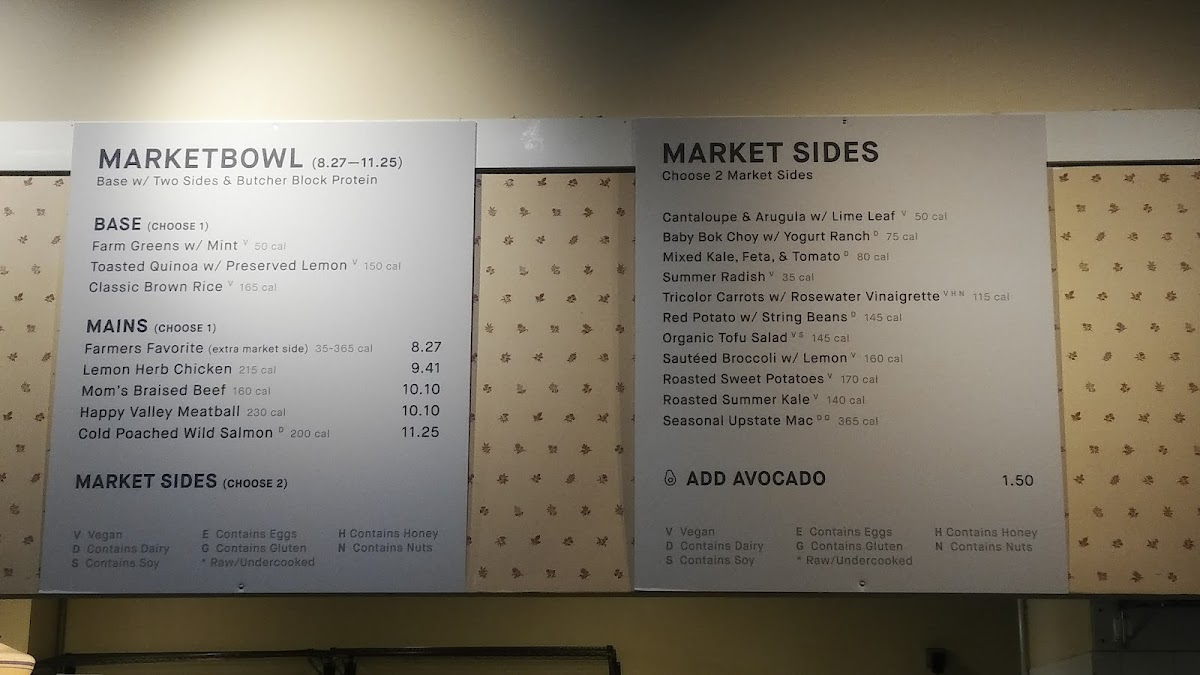 MARKETBOWL (8.27—11.25)
Base w/ Two Sides & Butcher Block Protein
BASE (CHOOSE 1)
Farm Greens w/ Mint V 50 cal
Toasted Quinoa w/ Preserved Lemon V 150 cal
Classic Brown Rice V 165 cal
MAINS (CHOOSE 1)
Farmers Favorite (extra market side) 35-365 cal 8.27
Lemon Herb Chicken 215 cal 9.41
Mom's Braised Beef 160 cal 10.10
Happy Valley Meatball 230 cal 10.10
Cold Poached Wild Salmon D 200 cal 11.25
MARKET SIDES (CHOOSE 2)
V Vegan E Contains Eggs H Contains Honey
D Contains Dairy G Contains Gluten N Contains Nuts
S Contains Soy * Raw/Undercooked
MARKET SIDES
Choose 2 Market Sides
Cantaloupe & Arugula w/ Lime Leaf V 50 cal
Baby Bok Choy w/ Yogurt Ranch D 75 cal
Mixed Kale, Feta, & Tomato D 80 cal
Summer Radish V 35 cal
Tricolor Carrots w/ Rosewater Vinaigrette V H N 115 cal
Red Potato w/ String Beans D 145 cal
Organic Tofu Salad V S 145 cal
Sautéed Broccoli w/ Lemon V 160 cal
Roasted Sweet Potatoes V 170 cal
Roasted Summer Kale V 140 cal
Seasonal Upstate Mac D G 365 cal
ADD AVOCADO 1.50
V Vegan E Contains Eggs H Contains Honey
D Contains Dairy G Contains Gluten N Contains Nuts
S Contains Soy * Raw/Undercooked